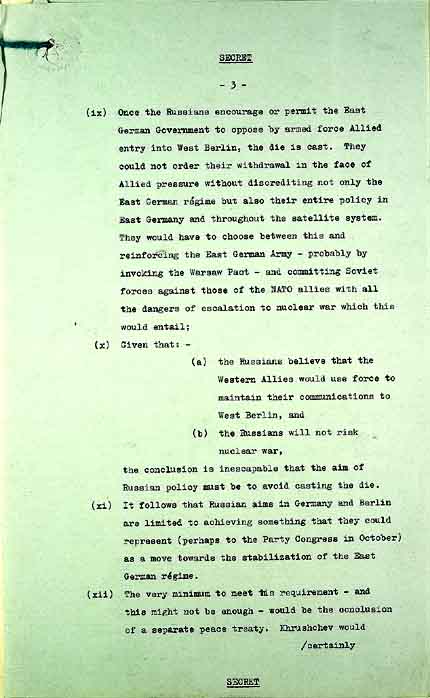 SECRET
- 3 -
(ix) Once the Russians encourage or permit the East
German Government to oppose by armed force Allied
entry into West Berlin, the die is cast. They
could not order their withdrawal in the face of
Allied pressure without discrediting not only the
East German régime but also their entire policy in
East Germany and throughout the satellite system.
They would have to choose between this and
reinforcing the East German Army - probably by
invoking the Warsaw Pact - and committing Soviet
forces against those of the NATO allies with all
the dangers of escalation to nuclear war which this
would entail;
(x) Given that: -
(a) the Russians believe that the
Western Allies would use force to
maintain their communications to
West Berlin, and
(b) the Russians will not risk
nuclear war,
the conclusion is inescapable that the aim of
Russian policy must be to avoid casting the die.
(xi) It follows that Russian aims in Germany and Berlin
are limited to achieving something that they could
represent (perhaps to the Party Congress in October)
as a move towards the stabilization of the East
German régime.
(xii) The very minimum to meet this requirement - and
this might not be enough - would be the conclusion
of a separate peace treaty. Khrushchev would
/certainly
SECRET